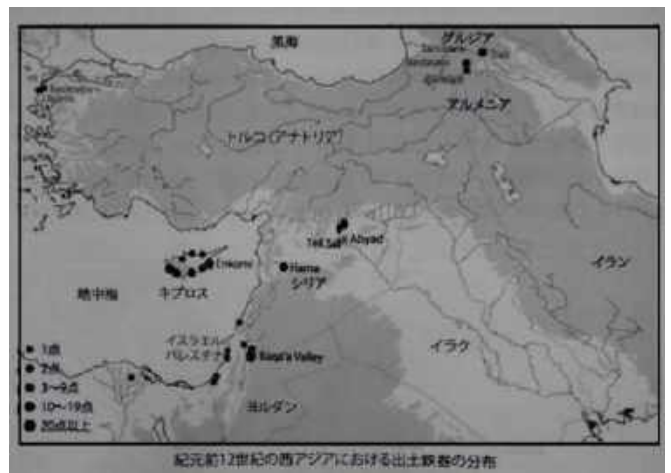 黒海
グルジア
アルメニア
トルコ(アナトリア)
Abyad
Enkomi
Hama
シリア
イラン
地中海
キプロス
イスラエル
パレスチナ
Baqa'a Valley
イラク
ヨルダン
1点
2点
3〜9点
10〜19点
20点以上
紀元前12世紀の西アジアにおける出土鉄器の分布